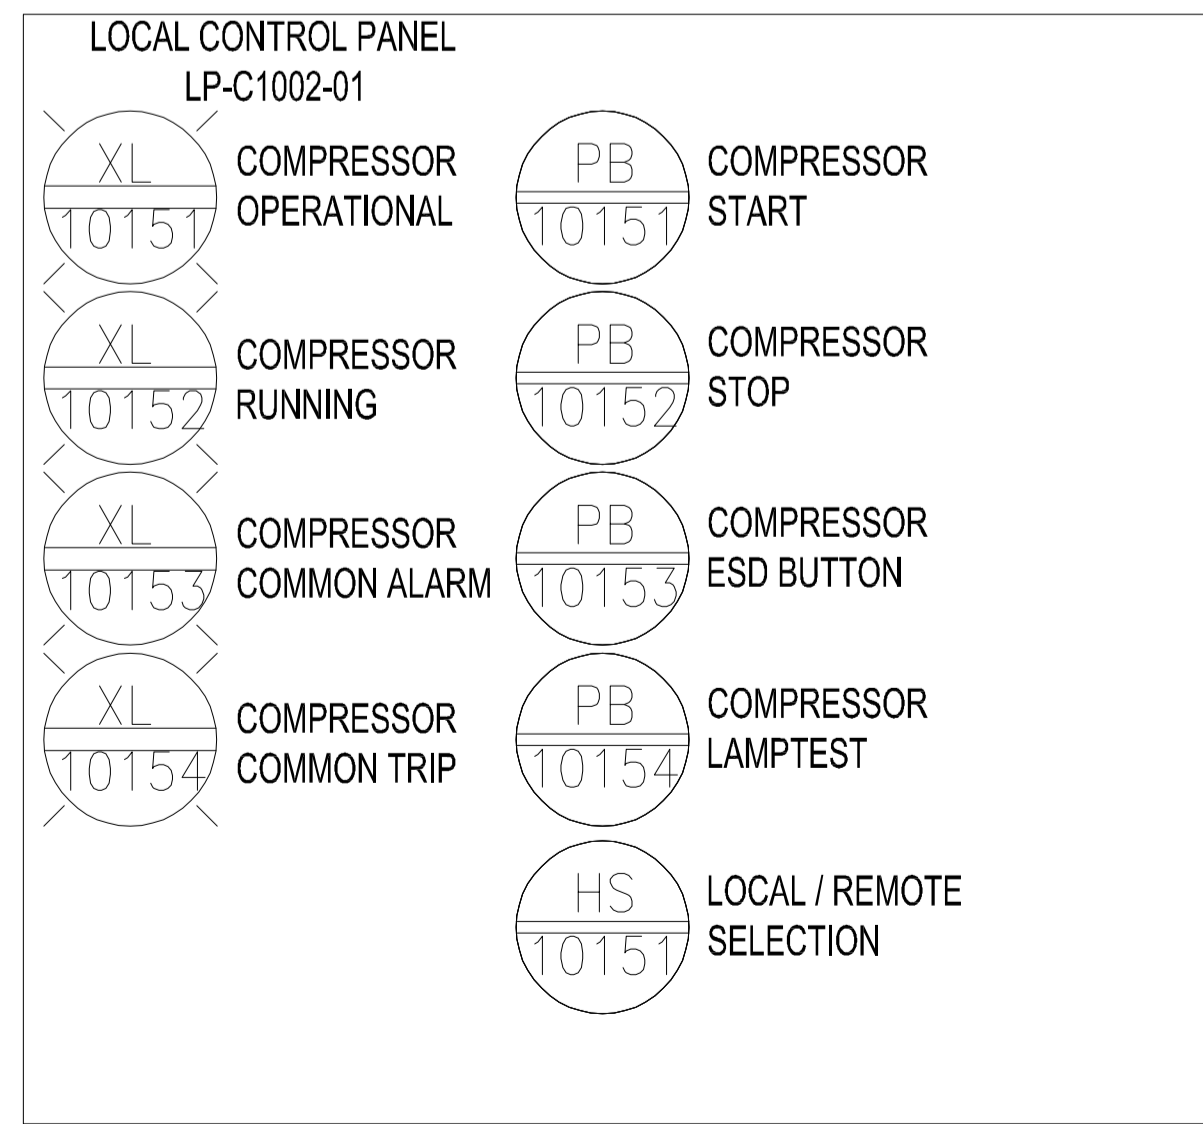 LOCAL CONTROL PANEL
LP-C1002-01
XL
10151
COMPRESSOR
OPERATIONAL
XL
10152
COMPRESSOR
RUNNING
XL
10153
COMPRESSOR
COMMON ALARM
XL
10154
COMPRESSOR
COMMON TRIP
PB
10151
COMPRESSOR
START
PB
10152
COMPRESSOR
STOP
PB
10153
COMPRESSOR
ESD BUTTON
PB
10154
COMPRESSOR
LAMPTEST
HS
10151
LOCAL / REMOTE
SELECTION